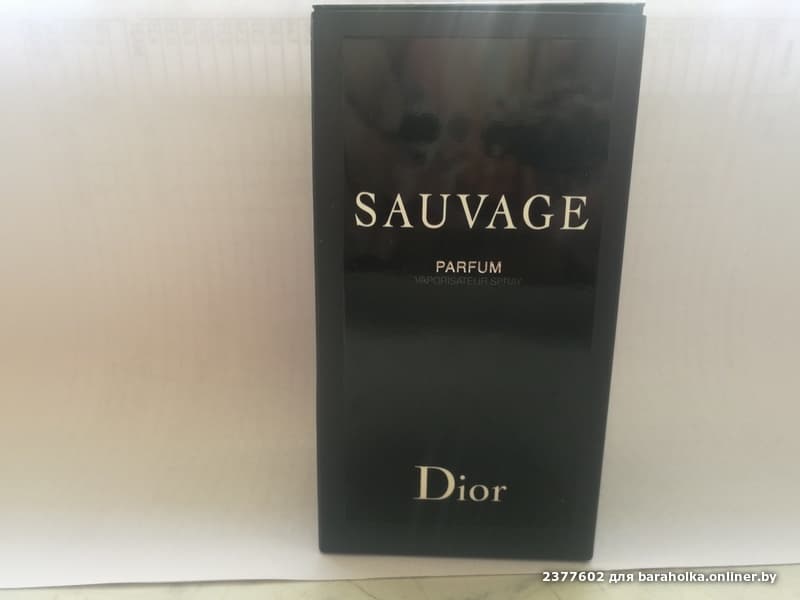 SAUVAGE
PARFUM
VAPORISATEUR SPRAY
Dior
2377602 для baraholka.onliner.by